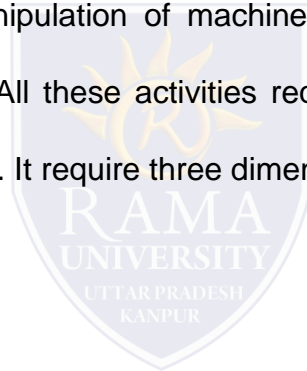 nipulation of machine
All these activities rec
. It require three dimer
RAMA
UNIVERSITY
UTTAR PRADESH
KANPUR